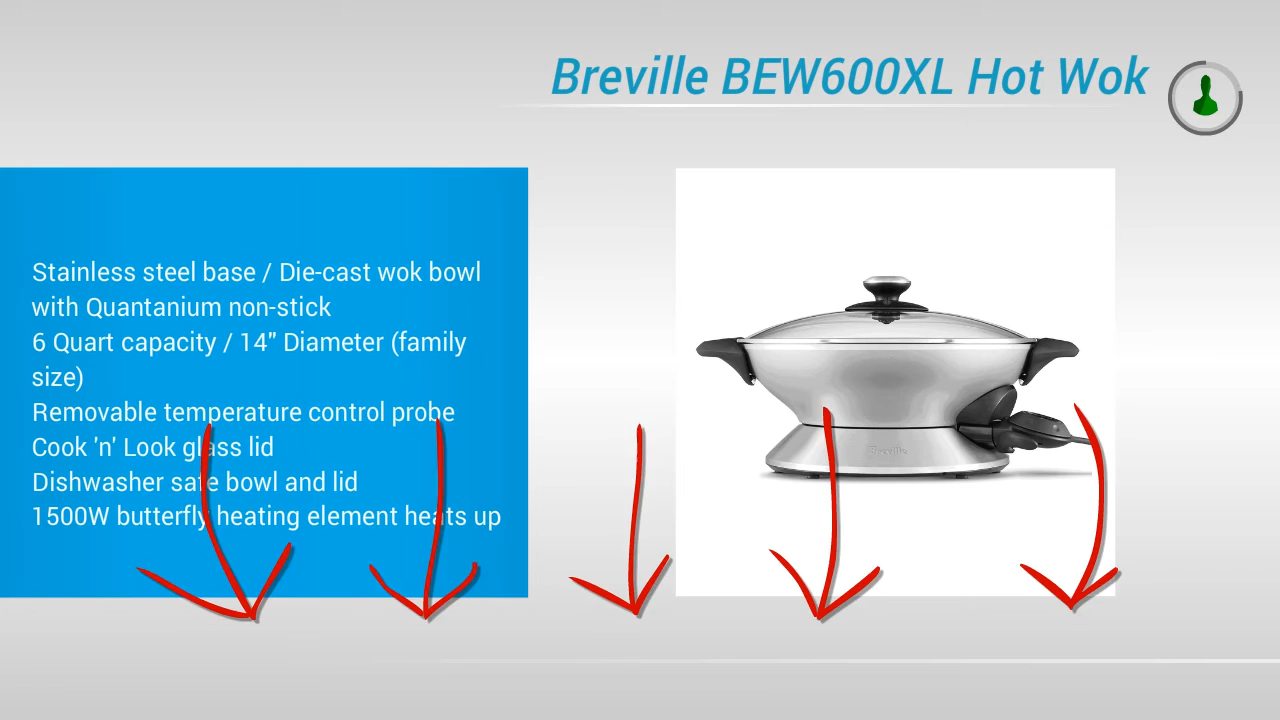 Breville BEW600XL Hot Wok
Stainless steel base / Die-cast wok bowl
with Quantanium non-stick
6 Quart capacity / 14" Diameter (family
size)
Removable temperature control probe
Cook 'n' Look glass lid
Dishwasher safe bowl and lid
1500W butterfly heating element heats up
Breville